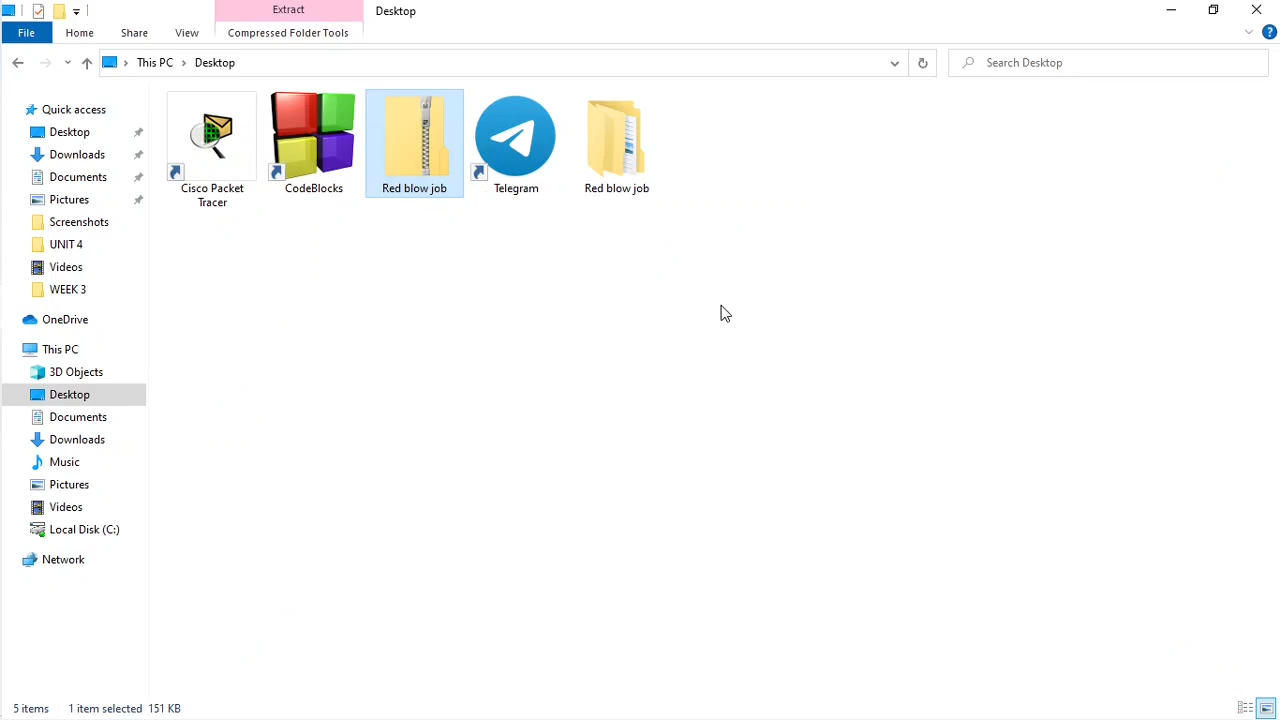 Extract
Desktop
File
Home
Share
View
Compressed Folder Tools
This PC
Desktop
Search Desktop
Quick access
Desktop
Downloads
Documents
Pictures
Screenshots
UNIT 4
Videos
WEEK 3
OneDrive
This PC
3D Objects
Desktop
Documents
Downloads
Music
Pictures
Videos
Local Disk (C:)
Network
Cisco Packet
Tracer
CodeBlocks
Red blow job
Telegram
Red blow job
5 items
1 item selected 151 KB